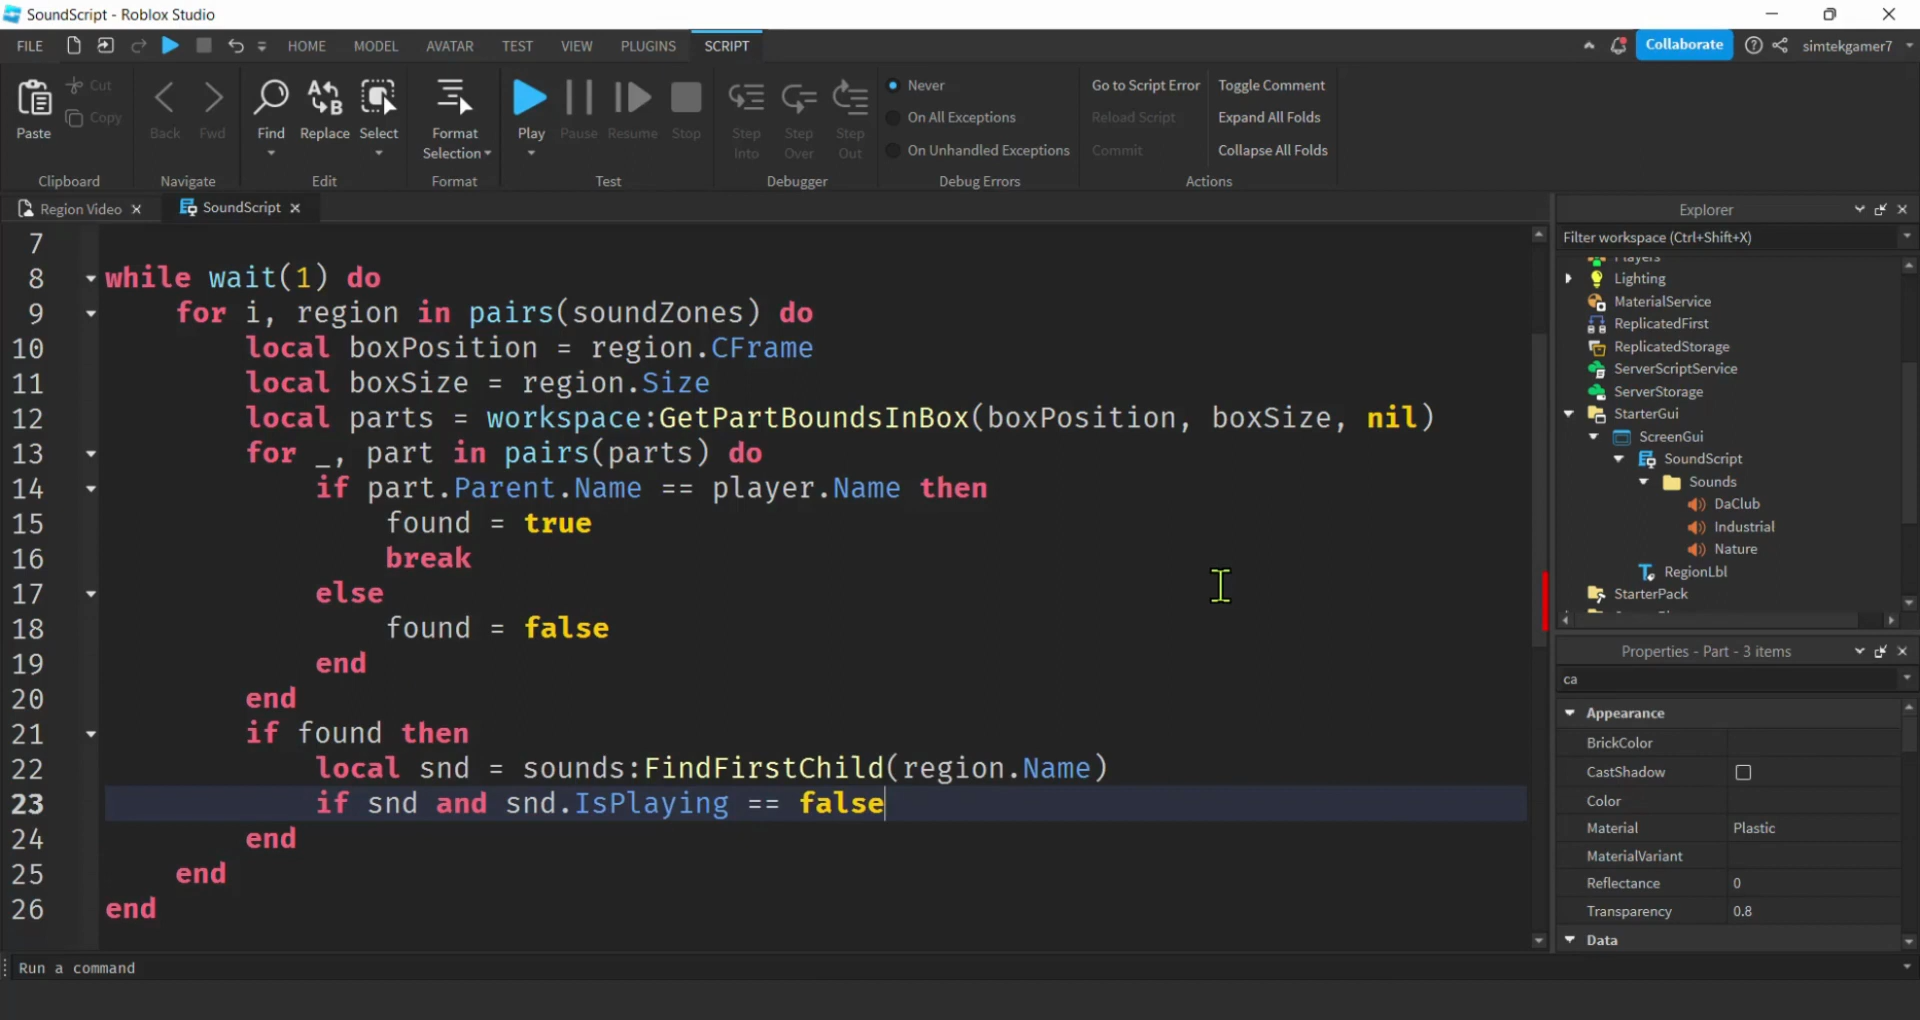 SoundScript - Roblox Studio
FILE HOME MODEL AVATAR TEST VIEW PLUGINS SCRIPT Collaborate simtekgamer7
Paste Cut Copy Back Fwd Find Replace Select Format Selection Play Pause Resume Stop Step Into Step Over Step Out
Never
On All Exceptions
On Unhandled Exceptions
Go to Script Error
Reload Script
Commit
Toggle Comment
Expand All Folds
Collapse All Folds
Clipboard Navigate Edit Format Test Debugger Debug Errors Actions
Region Video SoundScript
7
8 while wait(1) do
9 for i, region in pairs(soundZones) do
10 local boxPosition = region.CFrame
11 local boxSize = region.Size
12 local parts = workspace:GetPartBoundsInBox(boxPosition, boxSize, nil)
13 for _, part in pairs(parts) do
14 if part.Parent.Name == player.Name then
15 found = true
16 break
17 else
18 found = false
19 end
20 end
21 if found then
22 local snd = sounds:FindFirstChild(region.Name)
23 if snd and snd.IsPlaying == false
24 end
25 end
26 end
Run a command
Explorer
Filter workspace (Ctrl+Shift+X)
Players
Lighting
MaterialService
ReplicatedFirst
ReplicatedStorage
ServerScriptService
ServerStorage
StarterGui
ScreenGui
SoundScript
Sounds
DaClub
Industrial
Nature
RegionLbl
StarterPack
Properties - Part - 3 items
ca
Appearance
BrickColor
CastShadow
Color
Material Plastic
MaterialVariant
Reflectance 0
Transparency 0.8
Data